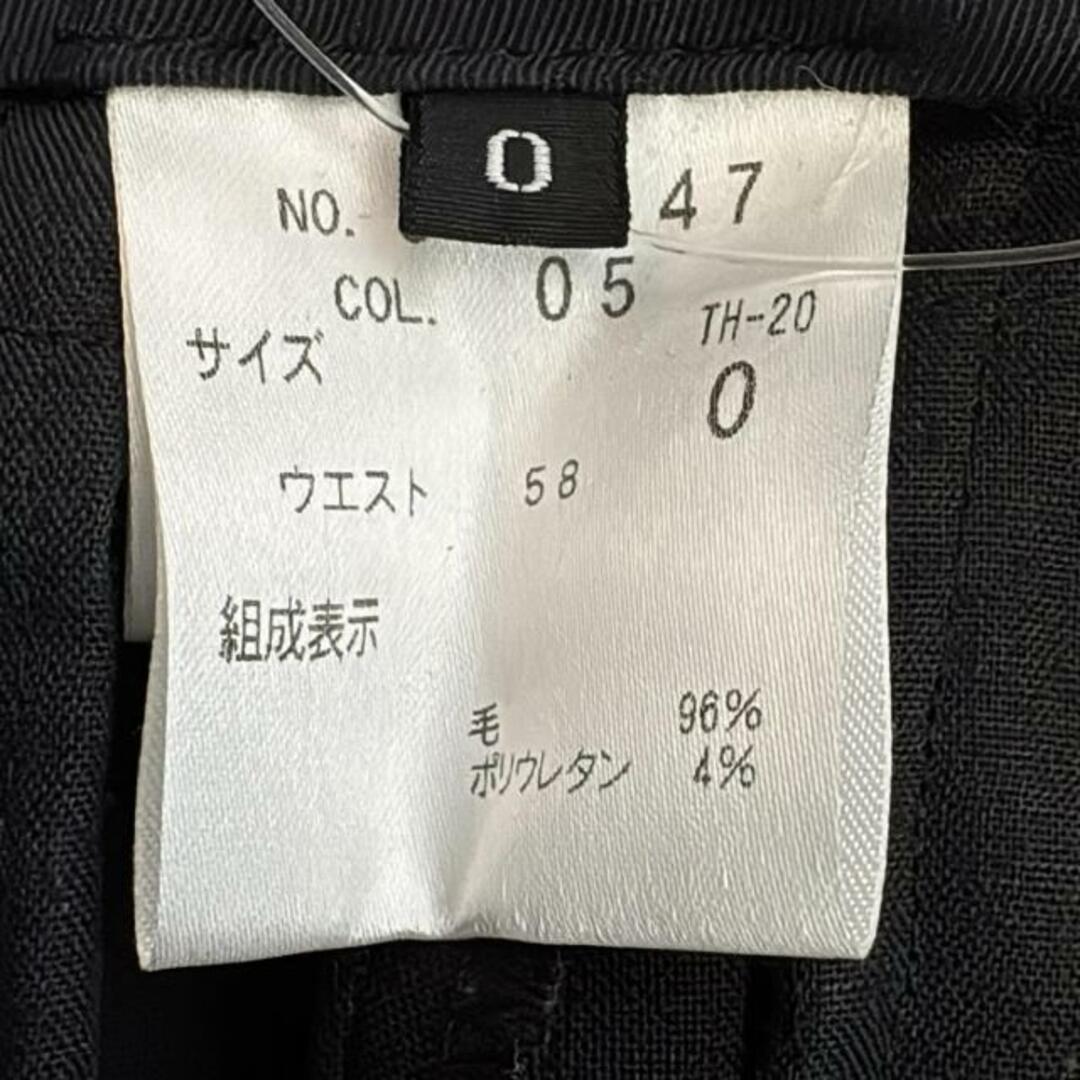 0
NO. 47
COL. 05
TH-20
サイズ 0
ウエスト 58
組成表示
毛 96%
ポリウレタン 4%